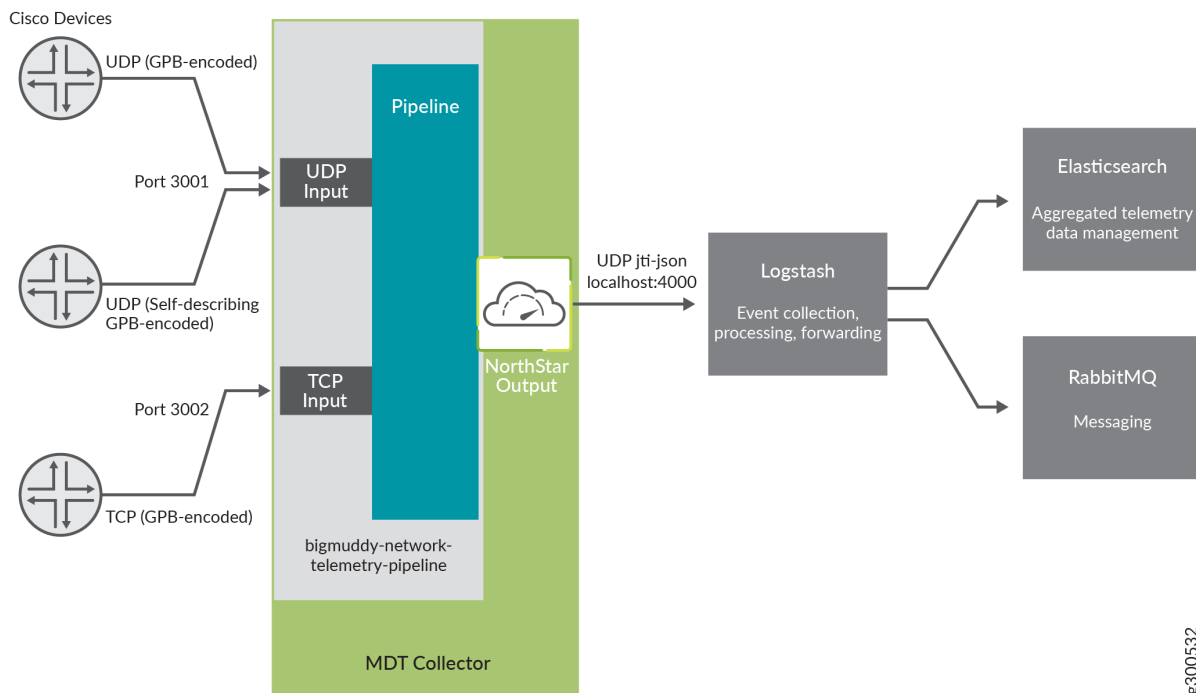 Cisco Devices
UDP (GPB-encoded)
Port 3001
UDP (Self-describing
GPB-encoded)
Port 3002
TCP (GPB-encoded)
Pipeline
UDP
Input
TCP
Input
bigmuddy-network-
telemetry-pipeline
MDT Collector
NorthStar
Output
UDP jti-json
localhost:4000
Logstash
Event collection,
processing, forwarding
Elasticsearch
Aggregated telemetry
data management
RabbitMQ
Messaging
g300532